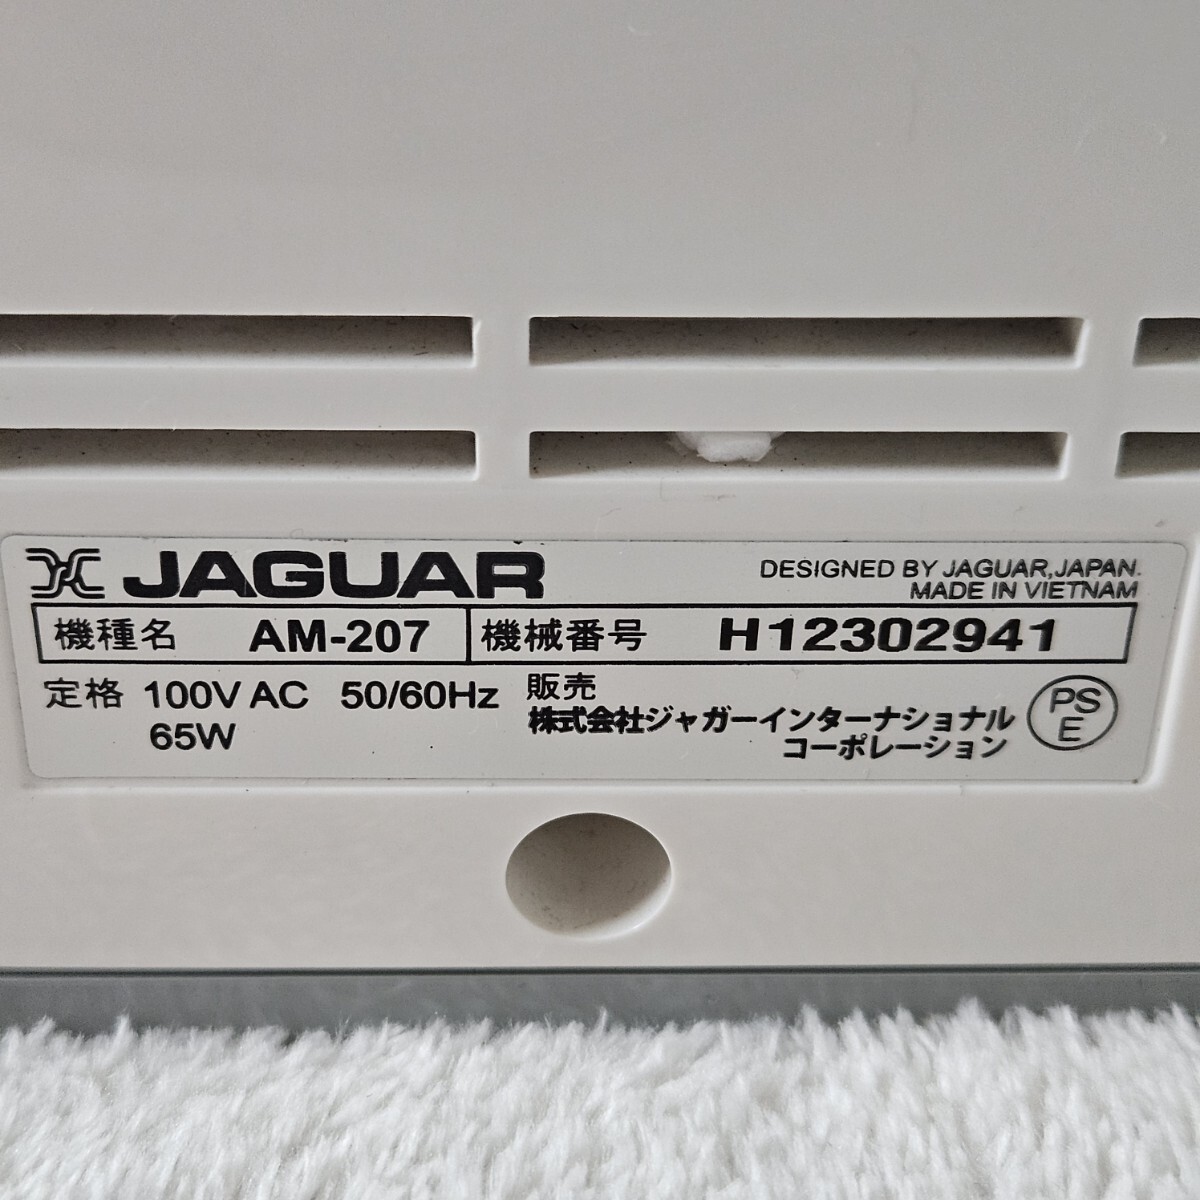 JAGUAR
DESIGNED BY JAGUAR,JAPAN.
MADE IN VIETNAM
機種名 AM-207 機械番号 H12302941
定格 100V AC 50/60Hz
65W
販売
株式会社ジャガーインターナショナル
コーポレーション
PS
E